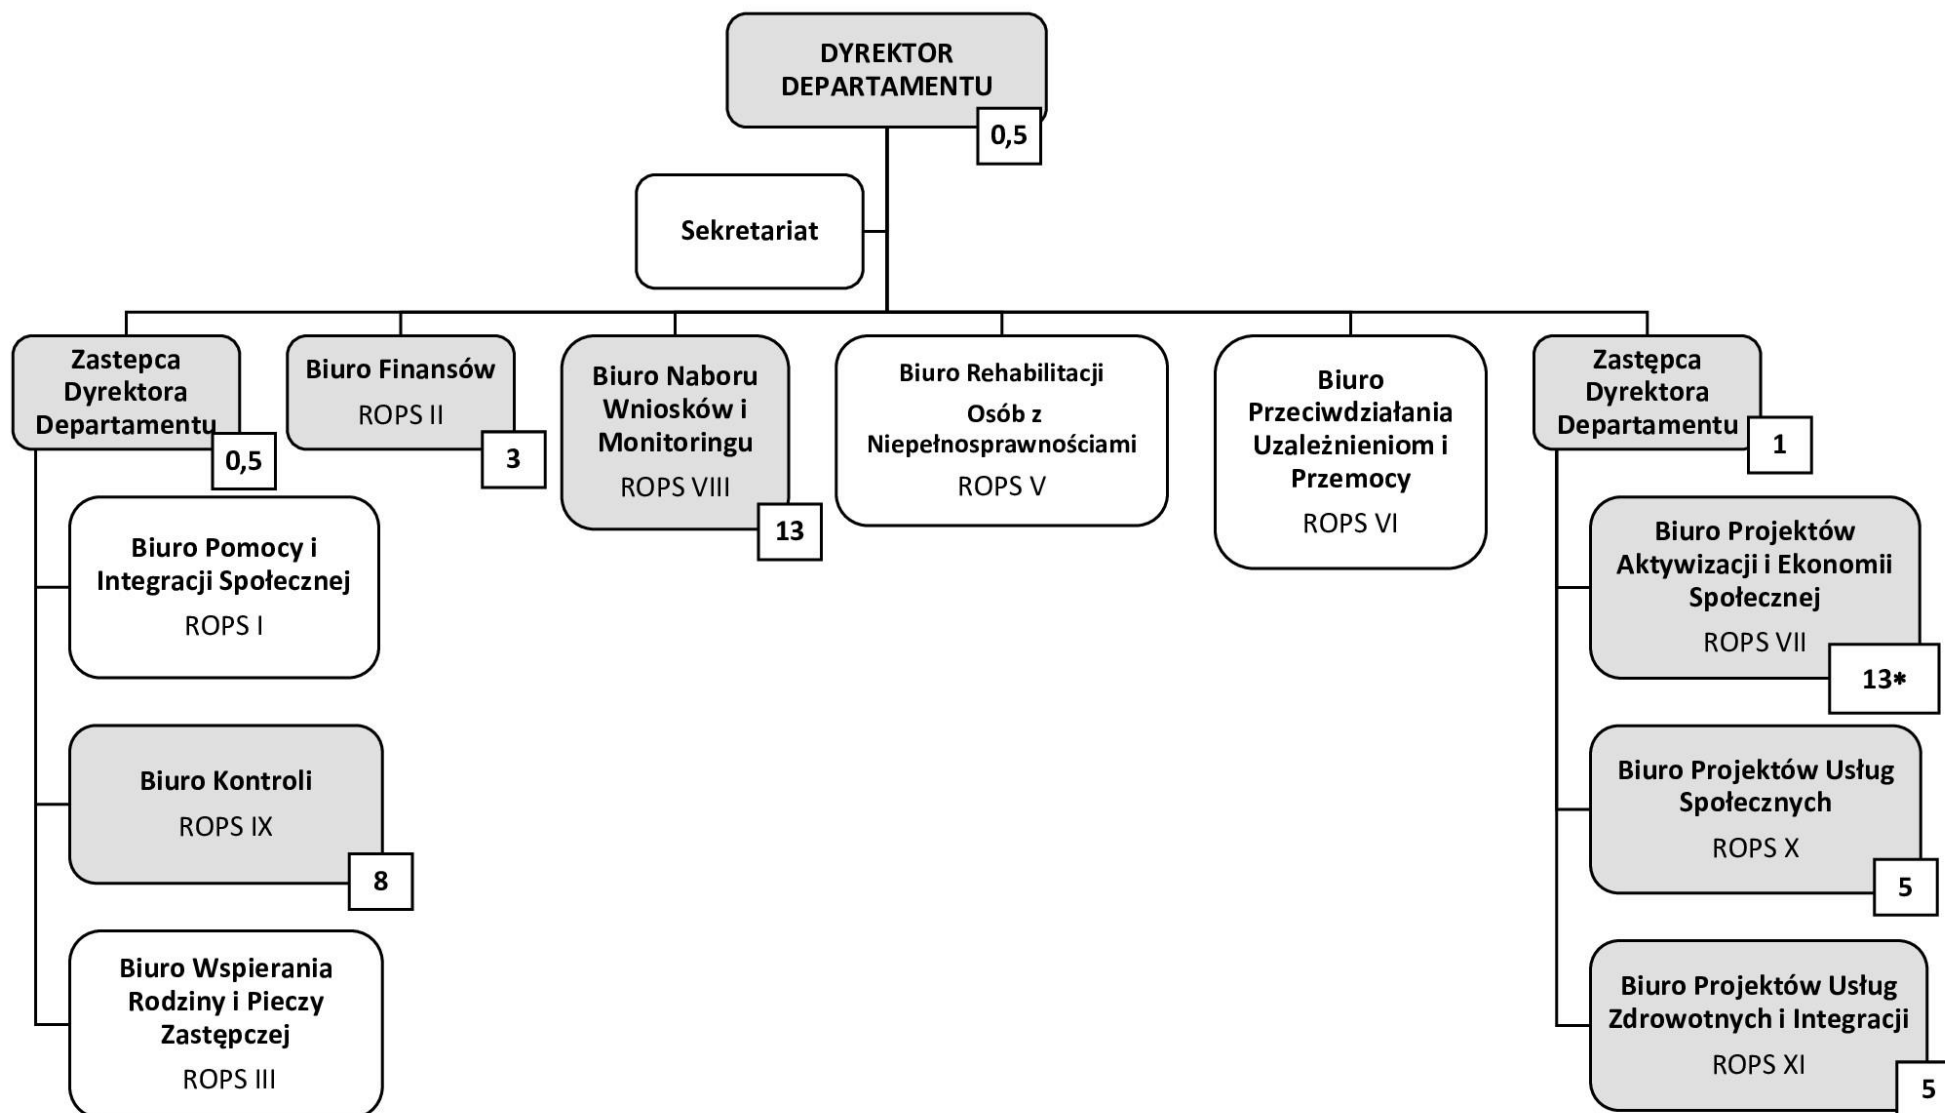 DYREKTOR
DEPARTAMENTU
0,5
Sekretariat
Zastepca
Dyrektora
Departamentu
0,5
Biuro Finansów
ROPS II
3
Biuro Naboru
Wniosków i
Monitoringu
ROPS VIII
13
Biuro Rehabilitacji
Osób z
Niepełnosprawnościami
ROPS V
Biuro
Przeciwdziałania
Uzależnieniom i
Przemocy
ROPS VI
Zastępca
Dyrektora
Departamentu
1
Biuro Pomocy i
Integracji Społecznej
ROPS I
Biuro Kontroli
ROPS IX
8
Biuro Wspierania
Rodziny i Pieczy
Zastępczej
ROPS III
Biuro Projektów
Aktywizacji i Ekonomii
Społecznej
ROPS VII
13*
Biuro Projektów Usług
Społecznych
ROPS X
5
Biuro Projektów Usług
Zdrowotnych i Integracji
ROPS XI
5